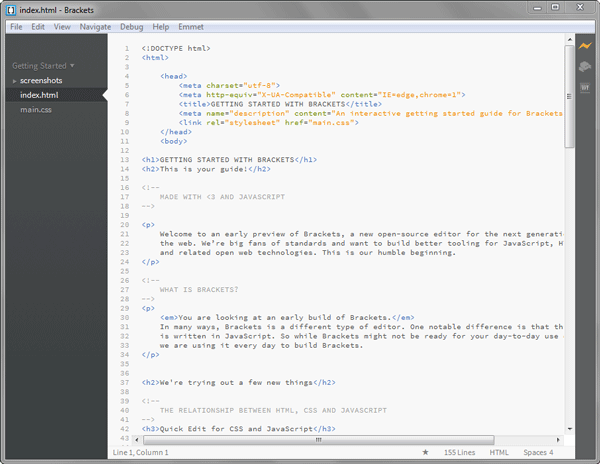 index.html - Brackets
File Edit View Navigate Debug Help Emmet
Getting Started
screenshots
index.html
main.css
1 <!DOCTYPE html>
2 <html>
3
4 <head>
5 <meta charset="utf-8">
6 <meta http-equiv="X-UA-Compatible" content="IE=edge,chrome=1">
7 <title>GETTING STARTED WITH BRACKETS</title>
8 <meta name="description" content="An interactive getting started guide for Brackets
9 <link rel="stylesheet" href="main.css">
10 </head>
11 <body>
12
13 <h1>GETTING STARTED WITH BRACKETS</h1>
14 <h2>This is your guide!</h2>
15
16 <!--
17 MADE WITH <3 AND JAVASCRIPT
18 -->
19
20 <p>
21 Welcome to an early preview of Brackets, a new open-source editor for the next generati
22 the web. We're big fans of standards and want to build better tooling for JavaScript, H
23 and related open web technologies. This is our humble beginning.
24 </p>
25
26 <!--
27 WHAT IS BRACKETS?
28 -->
29 <p>
30 <em>You are looking at an early build of Brackets.</em>
31 In many ways, Brackets is a different type of editor. One notable difference is that th
32 is written in JavaScript. So while Brackets might not be ready for your day-to-day use
33 we are using it every day to build Brackets.
34 </p>
35
36
37 <h2>We're trying out a few new things</h2>
38
39 <!--
40 THE RELATIONSHIP BETWEEN HTML, CSS AND JAVASCRIPT
41 -->
42 <h3>Quick Edit for CSS and JavaScript</h3>
43
Line 1, Column 1 155 Lines HTML Spaces 4